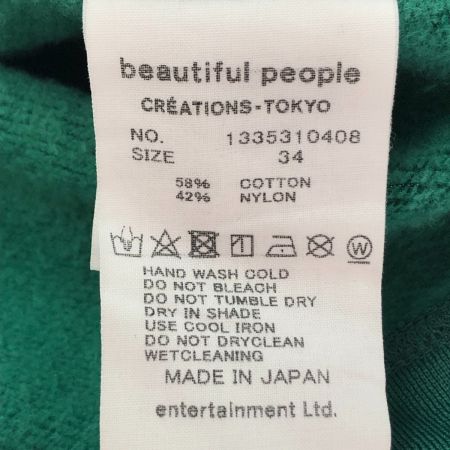 beautiful people
CRÉATIONS-TOKYO
NO. 1335310408
SIZE 34
58% COTTON
42% NYLON
W
HAND WASH COLD
DO NOT BLEACH
DO NOT TUMBLE DRY
DRY IN SHADE
USE COOL IRON
DO NOT DRYCLEAN
WETCLEANING
MADE IN JAPAN
entertainment Ltd.